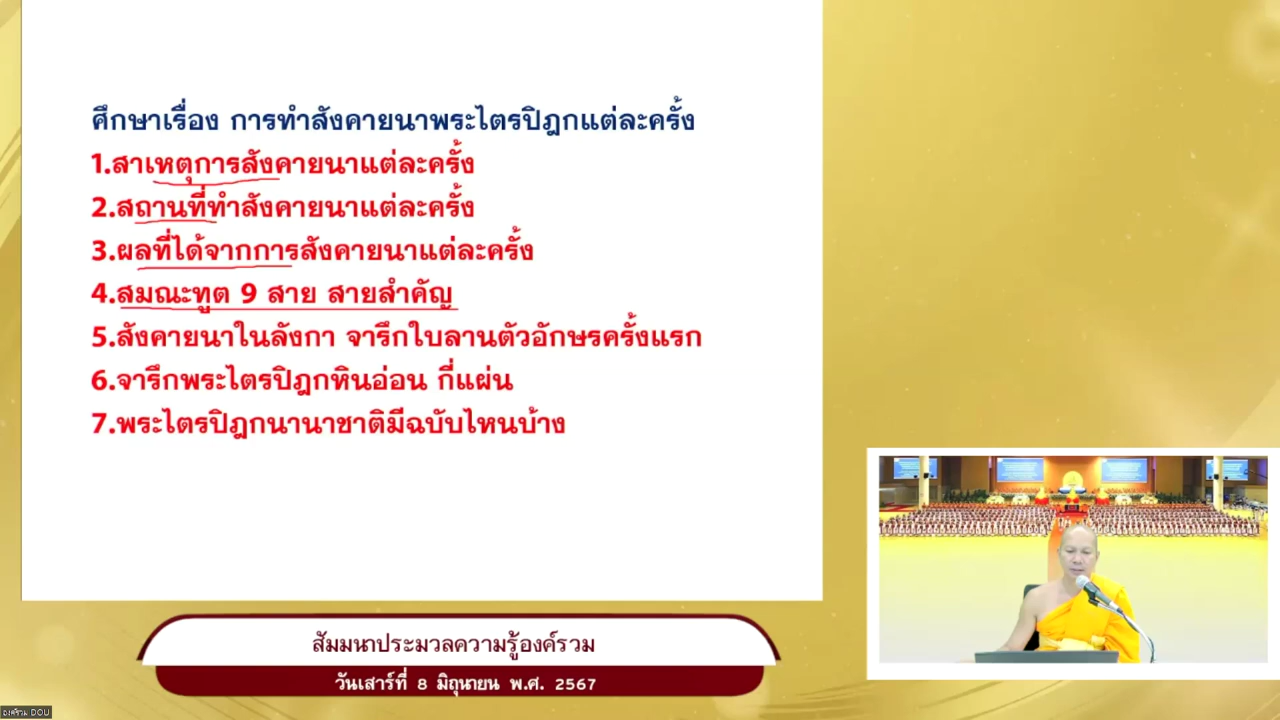 ศึกษาเรื่อง การทำสังคายนาพระไตรปิฎกแต่ละครั้ง
1.สาเหตุการสังคายนาแต่ละครั้ง
2.สถานที่ทำสังคายนาแต่ละครั้ง
3.ผลที่ได้จากการสังคายนาแต่ละครั้ง
4.สมณะทูต 9 สาย สายสำคัญ
5.สังคายนาในลังกา จารึกใบลานตัวอักษรครั้งแรก
6.จารึกพระไตรปิฎกหินอ่อน กี่แผ่น
7.พระไตรปิฎกนานาชาติมีฉบับไหนบ้าง
สัมมนาประมวลความรู้องค์รวม
วันเสาร์ที่ 8 มิถุนายน พ.ศ. 2567
องค์รวม DOU